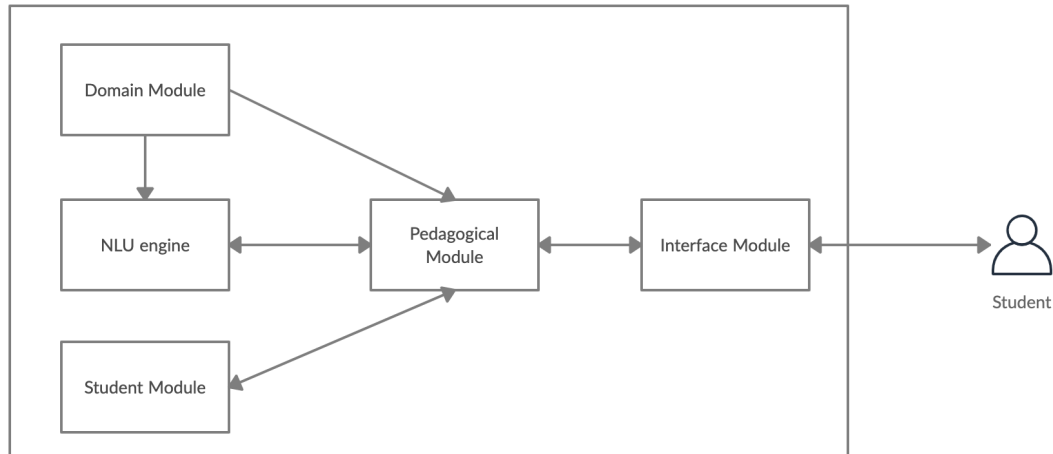 Domain Module
NLU engine
Pedagogical
Module
Interface Module
Student
Student Module